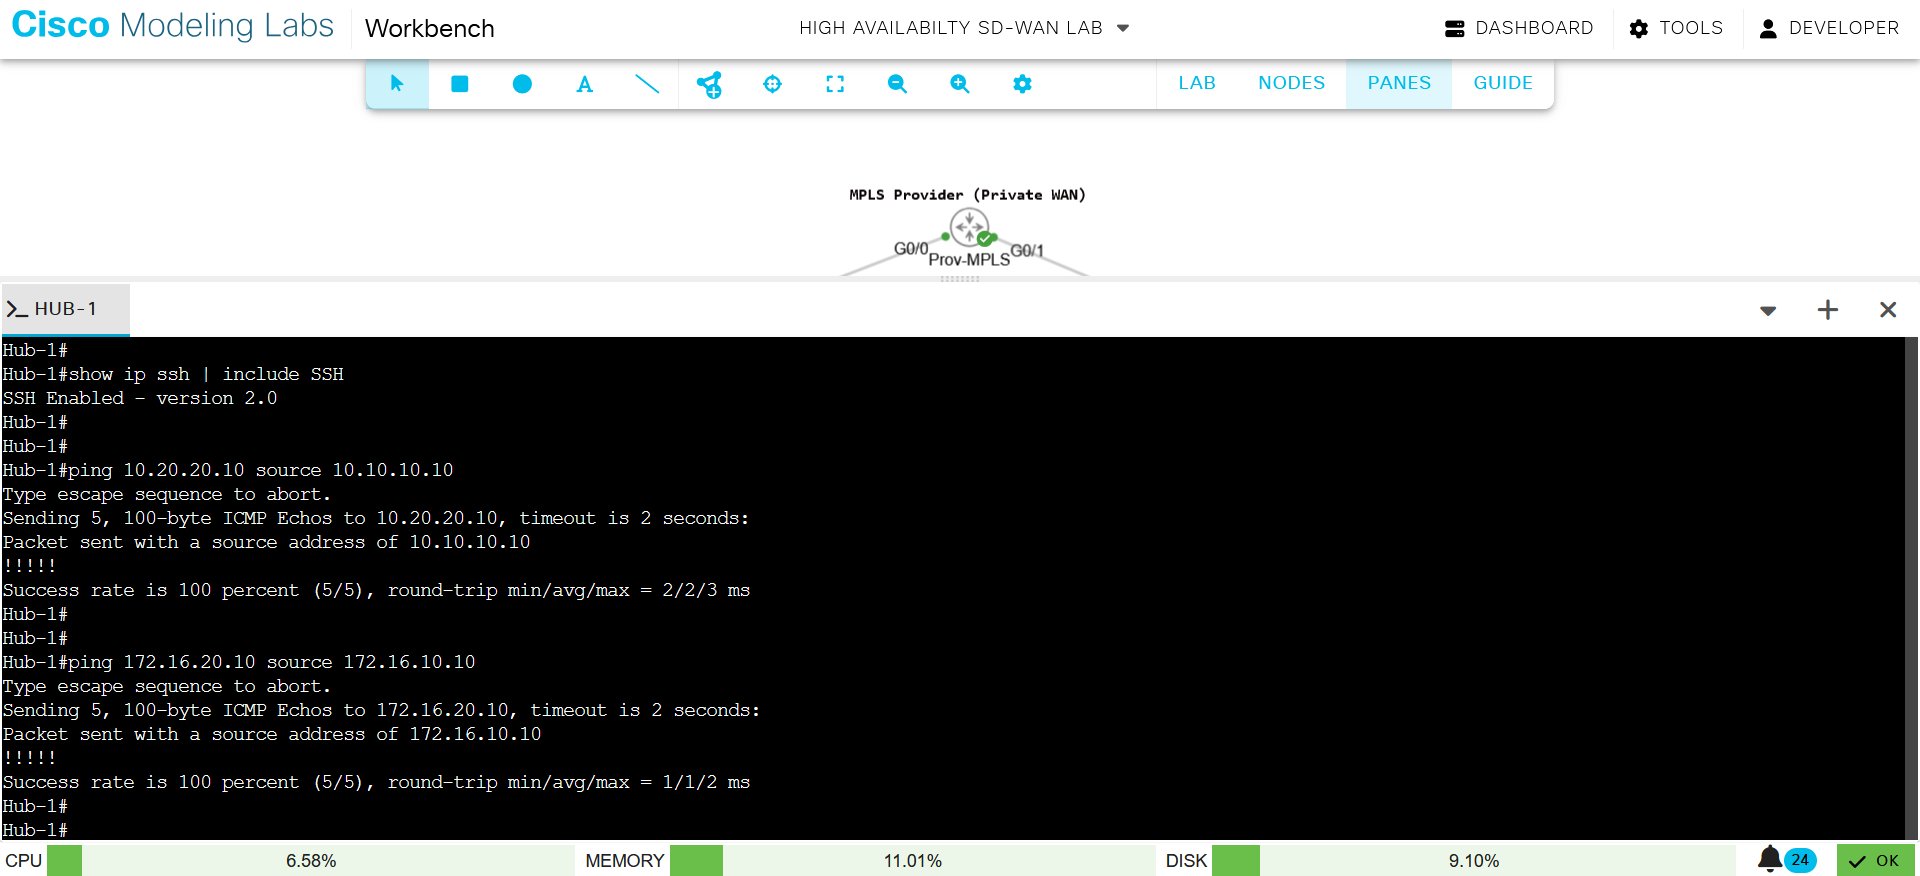 Cisco Modeling Labs Workbench HIGH AVAILABILTY SD-WAN LAB DASHBOARD TOOLS DEVELOPER
A LAB NODES PANES GUIDE
MPLS Provider (Private WAN)
G0/0 G0/1
Prov-MPLS
HUB-1
Hub-1#
Hub-1#show ip ssh | include SSH
SSH Enabled - version 2.0
Hub-1#
Hub-1#
Hub-1#ping 10.20.20.10 source 10.10.10.10
Type escape sequence to abort.
Sending 5, 100-byte ICMP Echos to 10.20.20.10, timeout is 2 seconds:
Packet sent with a source address of 10.10.10.10
!!!!!
Success rate is 100 percent (5/5), round-trip min/avg/max = 2/2/3 ms
Hub-1#
Hub-1#
Hub-1#ping 172.16.20.10 source 172.16.10.10
Type escape sequence to abort.
Sending 5, 100-byte ICMP Echos to 172.16.20.10, timeout is 2 seconds:
Packet sent with a source address of 172.16.10.10
!!!!!
Success rate is 100 percent (5/5), round-trip min/avg/max = 1/1/2 ms
Hub-1#
Hub-1#
CPU 6.58% MEMORY 11.01% DISK 9.10% 24 OK